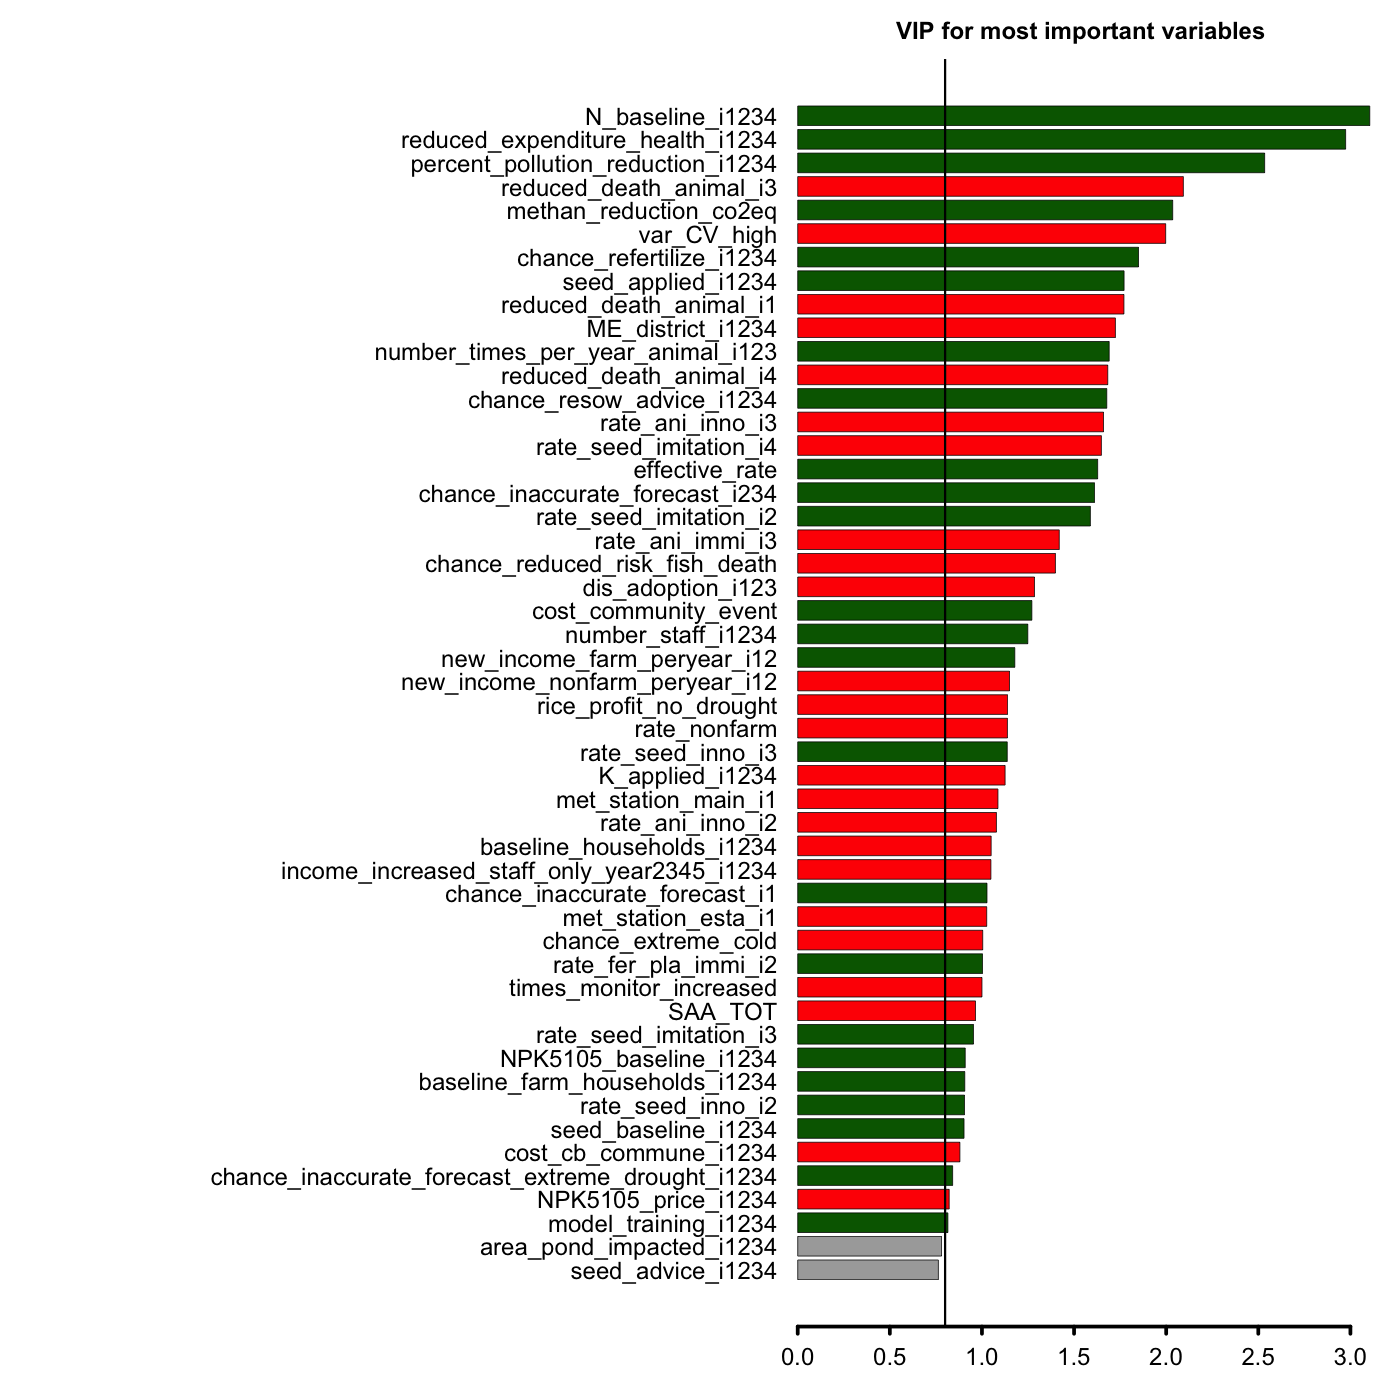 VIP for most important variables
N_baseline_i1234
reduced_expenditure_health_i1234
percent_pollution_reduction_i1234
reduced_death_animal_i3
methan_reduction_co2eq
var_CV_high
chance_refertilize_i1234
seed_applied_i1234
reduced_death_animal_i1
ME_district_i1234
number_times_per_year_animal_i123
reduced_death_animal_i4
chance_resow_advice_i1234
rate_ani_inno_i3
rate_seed_imitation_i4
effective_rate
chance_inaccurate_forecast_i234
rate_seed_imitation_i2
rate_ani_immi_i3
chance_reduced_risk_fish_death
dis_adoption_i123
cost_community_event
number_staff_i1234
new_income_farm_peryear_i12
new_income_nonfarm_peryear_i12
rice_profit_no_drought
rate_nonfarm
rate_seed_inno_i3
K_applied_i1234
met_station_main_i1
rate_ani_inno_i2
baseline_households_i1234
income_increased_staff_only_year2345_i1234
chance_inaccurate_forecast_i1
met_station_esta_i1
chance_extreme_cold
rate_fer_pla_immi_i2
times_monitor_increased
SAA_TOT
rate_seed_imitation_i3
NPK5105_baseline_i1234
baseline_farm_households_i1234
rate_seed_inno_i2
seed_baseline_i1234
cost_cb_commune_i1234
chance_inaccurate_forecast_extreme_drought_i1234
NPK5105_price_i1234
model_training_i1234
area_pond_impacted_i1234
seed_advice_i1234
0.0 0.5 1.0 1.5 2.0 2.5 3.0